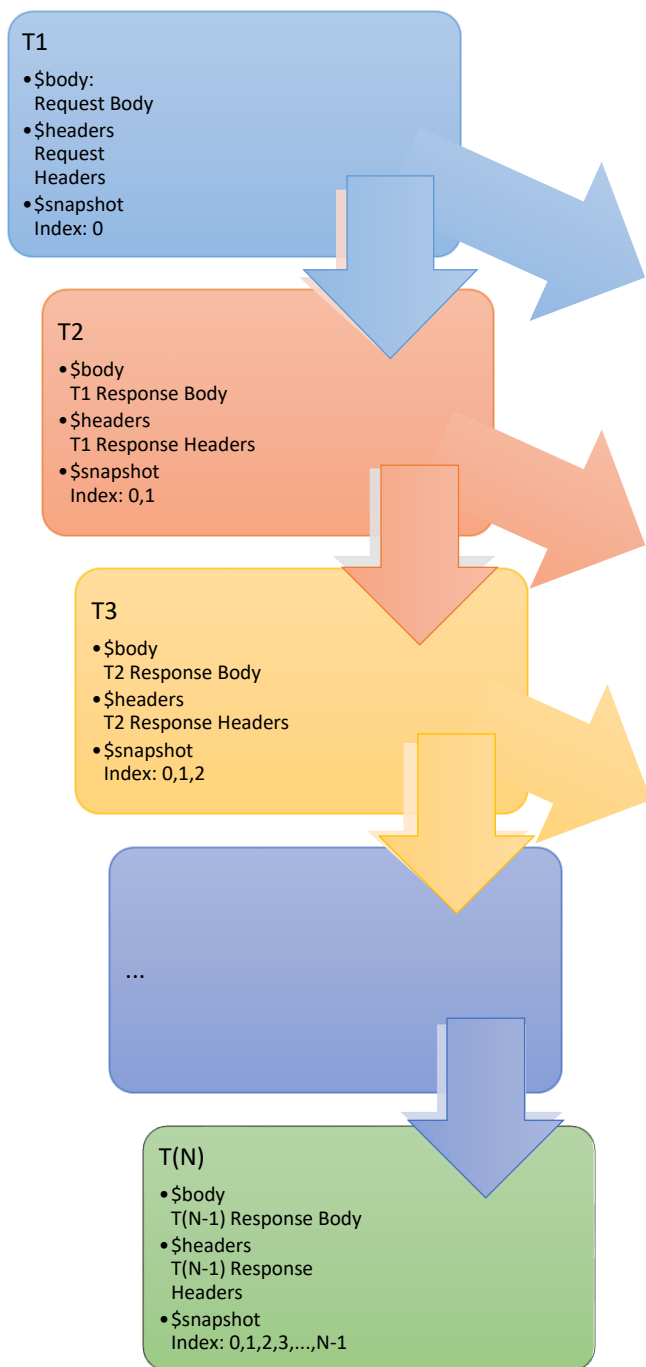 T1
•$body:
Request Body
•$headers
Request
Headers
•$snapshot
Index: 0
T2
•$body
T1 Response Body
•$headers
T1 Response Headers
•$snapshot
Index: 0,1
T3
•$body
T2 Response Body
•$headers
T2 Response Headers
•$snapshot
Index: 0,1,2
...
T(N)
•$body
T(N-1) Response Body
•$headers
T(N-1) Response
Headers
•$snapshot
Index: 0,1,2,3,...,N-1